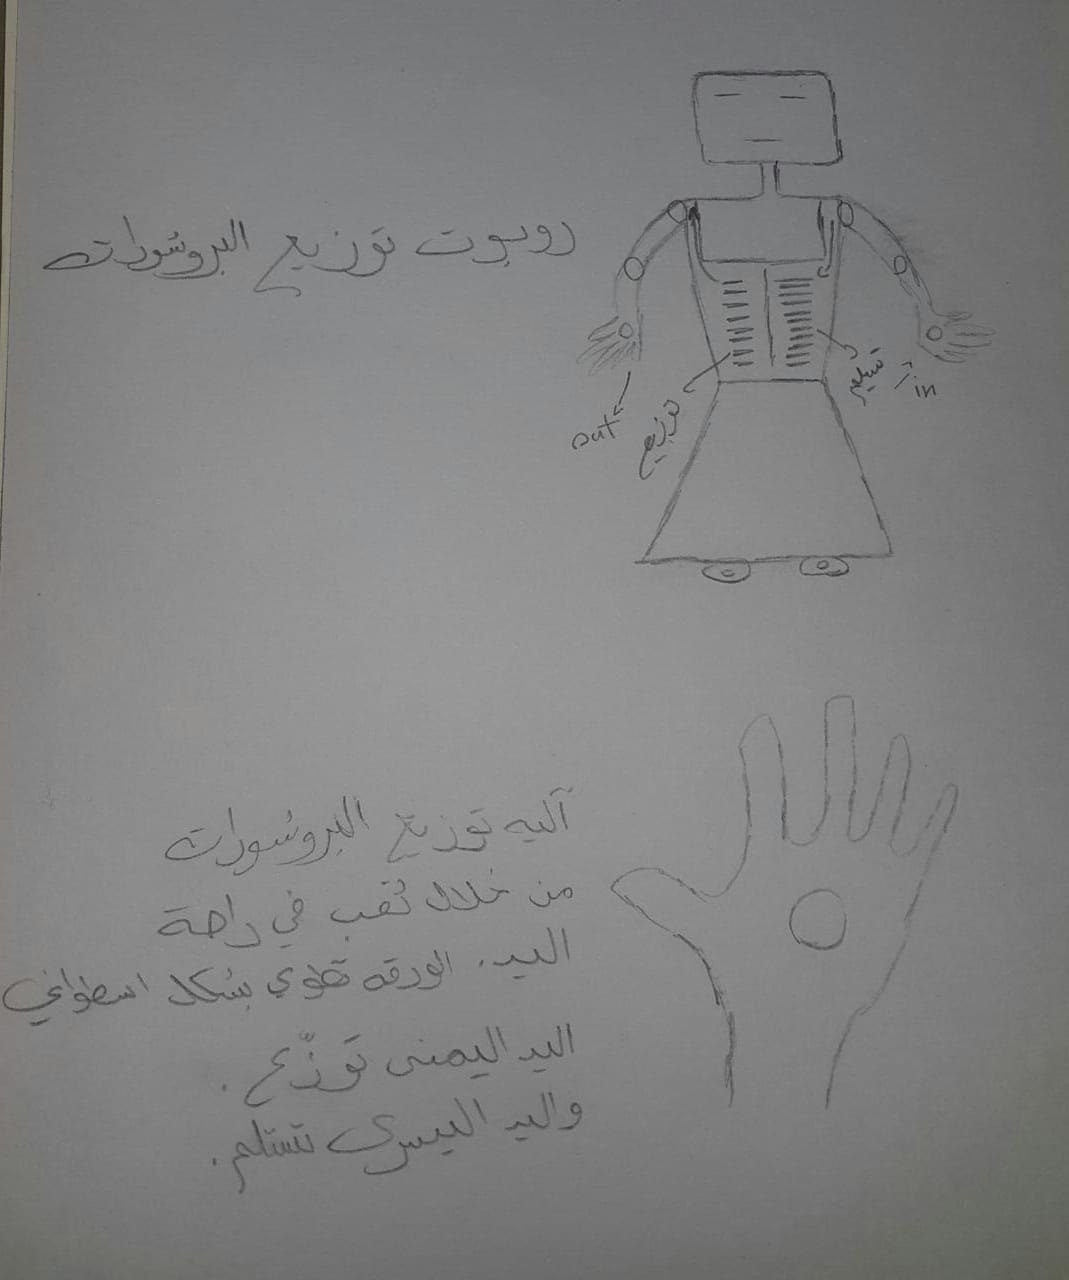 روبوت توزيع البروشورات
تسليم
in
توزيع
out
آليه توزيع البروشورات
من خلال ثقب في راحة
اليد. الورقه تطوي بشكل اسطواني
اليد اليمنى توزّع.
واليد اليسرى تستلم.